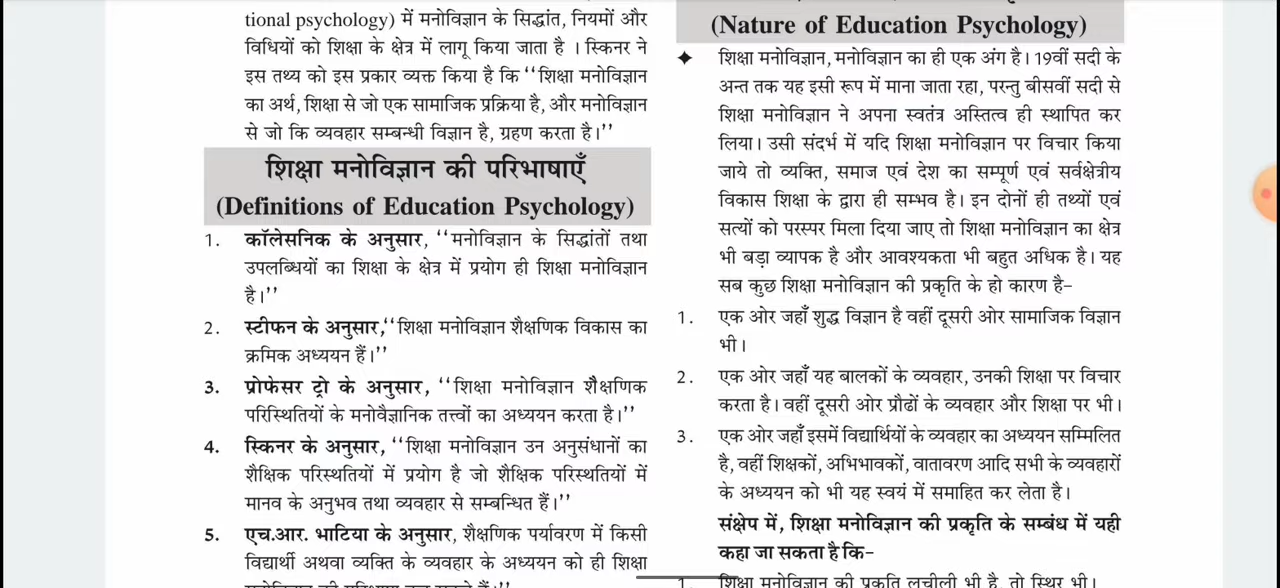 tional psychology) में मनोविज्ञान के सिद्धांत, नियमों और
विधियों को शिक्षा के क्षेत्र में लागू किया जाता है । स्किनर ने
इस तथ्य को इस प्रकार व्यक्त किया है कि ‘‘शिक्षा मनोविज्ञान
का अर्थ, शिक्षा से जो एक सामाजिक प्रक्रिया है, और मनोविज्ञान
से जो कि व्यवहार सम्बन्धी विज्ञान है, ग्रहण करता है।’’
शिक्षा मनोविज्ञान की परिभाषाएँ
(Definitions of Education Psychology)
1. कॉलेसनिक के अनुसार, ‘‘मनोविज्ञान के सिद्धांतों तथा
उपलब्धियों का शिक्षा के क्षेत्र में प्रयोग ही शिक्षा मनोविज्ञान
है।’’
2. स्टीफन के अनुसार,‘‘शिक्षा मनोविज्ञान शैक्षणिक विकास का
क्रमिक अध्ययन हैं।’’
3. प्रोफेसर ट्रो के अनुसार, ‘‘शिक्षा मनोविज्ञान शैक्षणिक
परिस्थितियों के मनोवैज्ञानिक तत्त्वों का अध्ययन करता है।’’
4. स्किनर के अनुसार, ‘‘शिक्षा मनोविज्ञान उन अनुसंधानों का
शैक्षिक परिस्थितियों में प्रयोग है जो शैक्षिक परिस्थितियों में
मानव के अनुभव तथा व्यवहार से सम्बन्धित हैं।’’
5. एच.आर. भाटिया के अनुसार, शैक्षणिक पर्यावरण में किसी
विद्यार्थी अथवा व्यक्ति के व्यवहार के अध्ययन को ही शिक्षा
(Nature of Education Psychology)
✦ शिक्षा मनोविज्ञान, मनोविज्ञान का ही एक अंग है। 19वीं सदी के
अन्त तक यह इसी रूप में माना जाता रहा, परन्तु बीसवीं सदी से
शिक्षा मनोविज्ञान ने अपना स्वतंत्र अस्तित्व ही स्थापित कर
लिया। उसी संदर्भ में यदि शिक्षा मनोविज्ञान पर विचार किया
जाये तो व्यक्ति, समाज एवं देश का सम्पूर्ण एवं सर्वक्षेत्रीय
विकास शिक्षा के द्वारा ही सम्भव है। इन दोनों ही तथ्यों एवं
सत्यों को परस्पर मिला दिया जाए तो शिक्षा मनोविज्ञान का क्षेत्र
भी बड़ा व्यापक है और आवश्यकता भी बहुत अधिक है। यह
सब कुछ शिक्षा मनोविज्ञान की प्रकृति के हो कारण है–
1. एक ओर जहाँ शुद्ध विज्ञान है वहीं दूसरी ओर सामाजिक विज्ञान
भी।
2. एक ओर जहाँ यह बालकों के व्यवहार, उनकी शिक्षा पर विचार
करता है। वहीं दूसरी ओर प्रौढों के व्यवहार और शिक्षा पर भी।
3. एक ओर जहाँ इसमें विद्यार्थियों के व्यवहार का अध्ययन सम्मिलित
है, वहीं शिक्षकों, अभिभावकों, वातावरण आदि सभी के व्यवहारों
के अध्ययन को भी यह स्वयं में समाहित कर लेता है।
संक्षेप में, शिक्षा मनोविज्ञान की प्रकृति के सम्बंध में यही
कहा जा सकता है कि–
1. शिक्षा मनोविज्ञान की प्रकृति लचीली भी है, तो स्थिर भी।